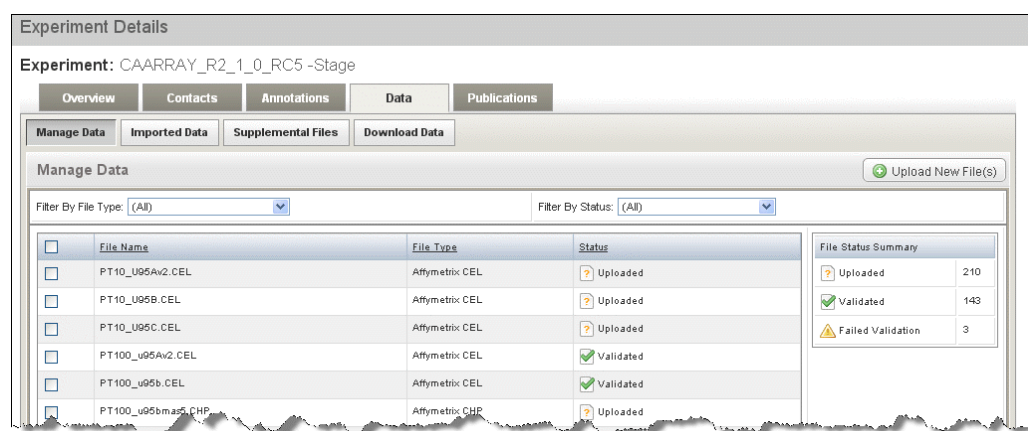 Experiment Details
Experiment: CAARRAY_R2_1_0_RC5 -Stage
Overview Contacts Annotations Data Publications
Manage Data Imported Data Supplemental Files Download Data
Manage Data Upload New File(s)
Filter By File Type: (All) Filter By Status: (All)
File Name File Type Status File Status Summary
PT10_U95Av2.CEL Affymetrix CEL Uploaded Uploaded 210
PT10_U95B.CEL Affymetrix CEL Uploaded Validated 143
PT10_U95C.CEL Affymetrix CEL Uploaded Failed Validation 3
PT100_u95Av2.CEL Affymetrix CEL Validated
PT100_u95b.CEL Affymetrix CEL Validated
PT100_u95bmas5.CHP Affymetrix CHP Uploaded